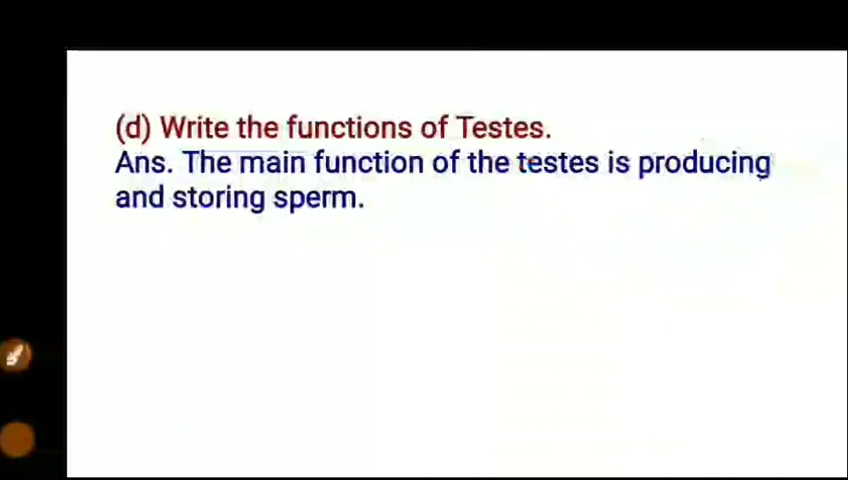 (d) Write the functions of Testes.
Ans. The main function of the testes is producing
and storing sperm.